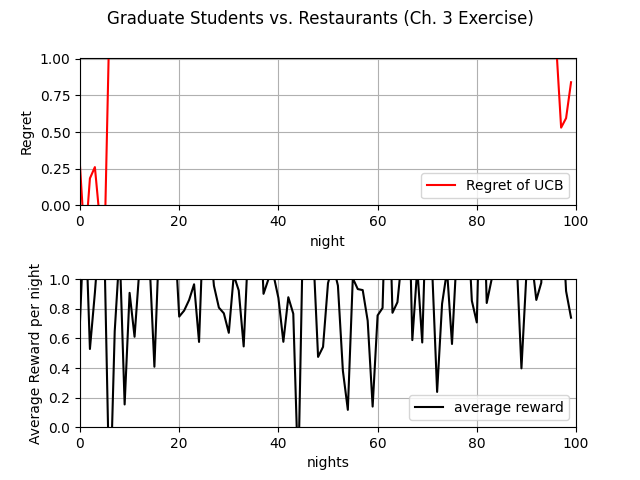 Graduate Students vs. Restaurants (Ch. 3 Exercise)
1.00
0.75
0.50
0.25
0.00
Regret
Regret of UCB
0 20 40 60 80 100
night
1.0
0.8
0.6
0.4
0.2
0.0
Average Reward per night
average reward
0 20 40 60 80 100
nights